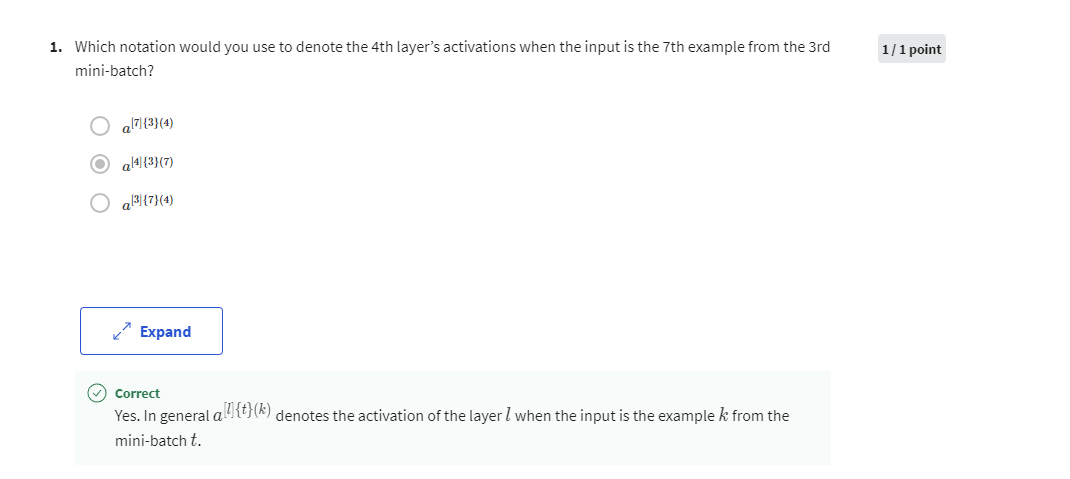 1. Which notation would you use to denote the 4th layer's activations when the input is the 7th example from the 3rd
mini-batch?
1 / 1 point
a^[7]{3}(4)
a^[4]{3}(7)
a^[3]{7}(4)
Expand
Correct
Yes. In general a^[l]{t}(k) denotes the activation of the layer l when the input is the example k from the
mini-batch t.